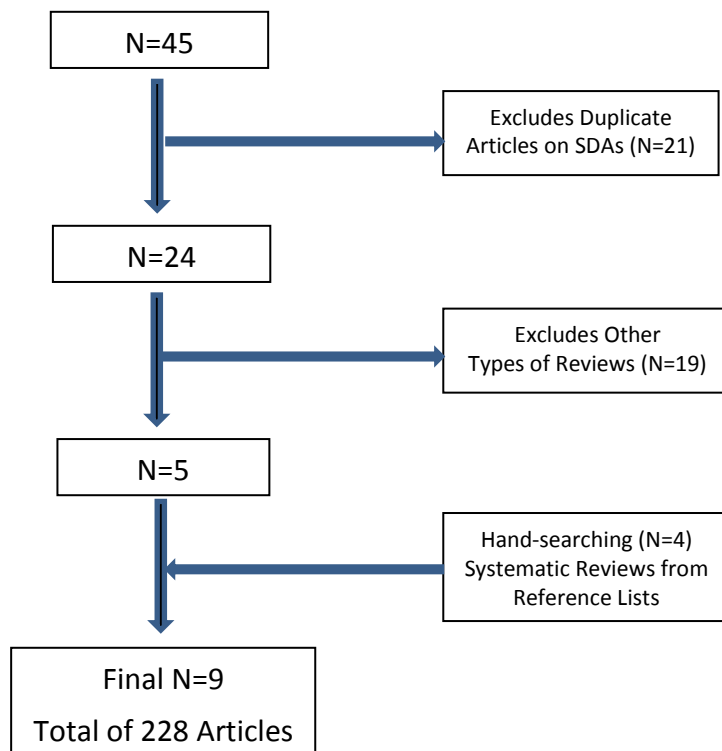 N=45
Excludes Duplicate
Articles on SDAs (N=21)
N=24
Excludes Other
Types of Reviews (N=19)
N=5
Hand-searching (N=4)
Systematic Reviews from
Reference Lists
Final N=9
Total of 228 Articles